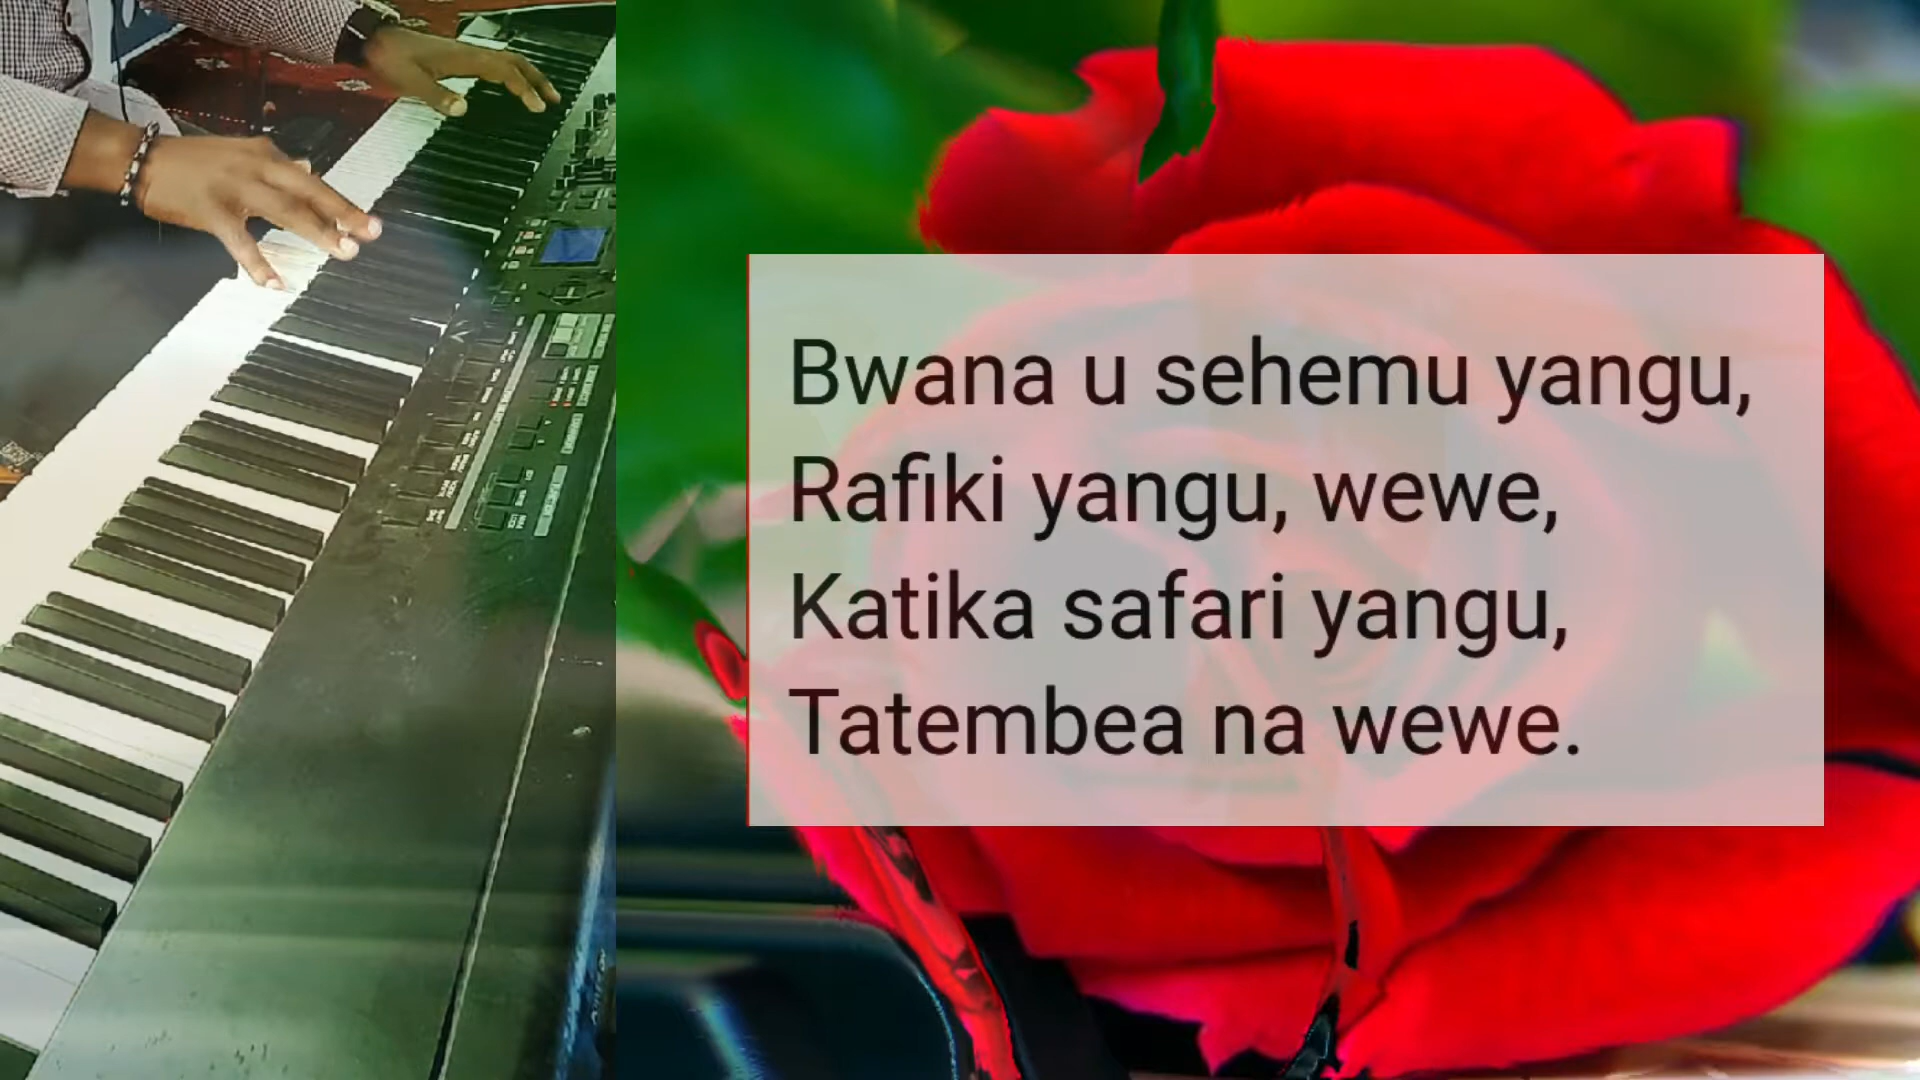 Bwana u sehemu yangu,
Rafiki yangu, wewe,
Katika safari yangu,
Tatembea na wewe.